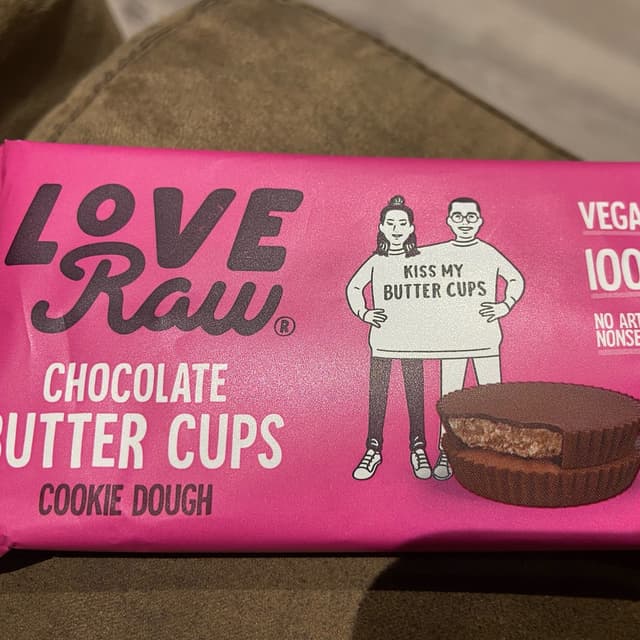 LOVE
Raw®
CHOCOLATE
BUTTER CUPS
COOKIE DOUGH
KISS MY
BUTTER CUPS
VEGA
100
NO ART
NONSE